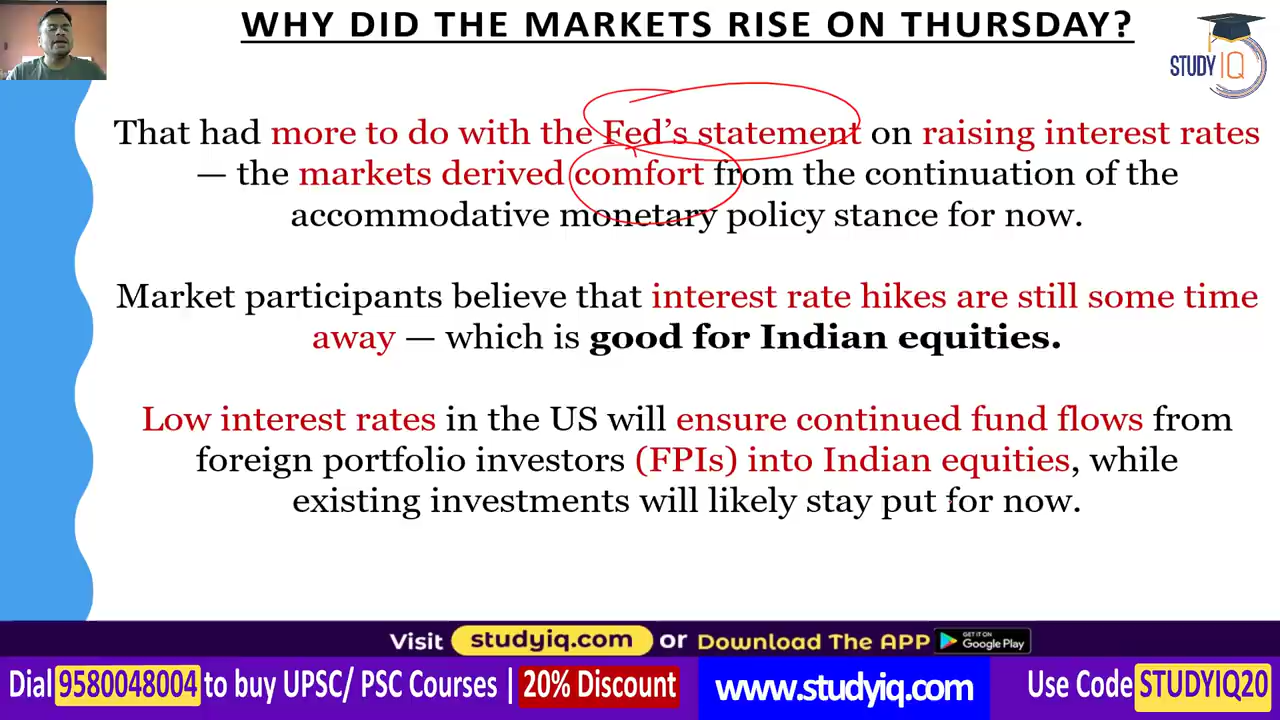 WHY DID THE MARKETS RISE ON THURSDAY?
STUDY IQ
That had more to do with the Fed's statement on raising interest rates
— the markets derived comfort from the continuation of the
accommodative monetary policy stance for now.
Market participants believe that interest rate hikes are still some time
away — which is good for Indian equities.
Low interest rates in the US will ensure continued fund flows from
foreign portfolio investors (FPIs) into Indian equities, while
existing investments will likely stay put for now.
Visit studyiq.com or Download The APP GET IT ON Google Play
Dial 9580048004 to buy UPSC/ PSC Courses | 20% Discount www.studyiq.com Use Code STUDYIQ20